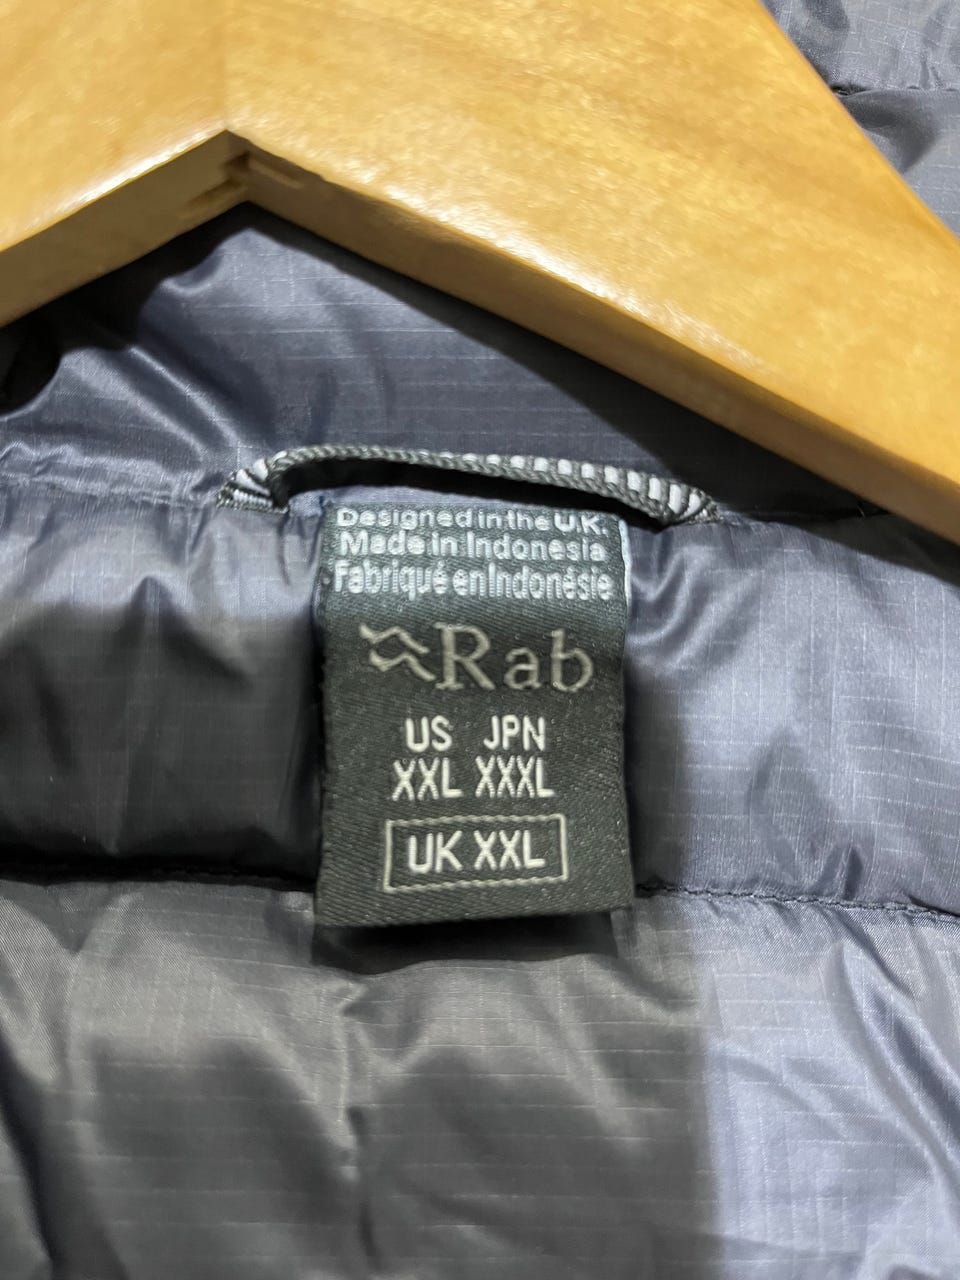 Designed in the U.K.
Made in Indonesia
Fabriqué en Indonésie
Rab
US JPN
XXL XXXL
UK XXL